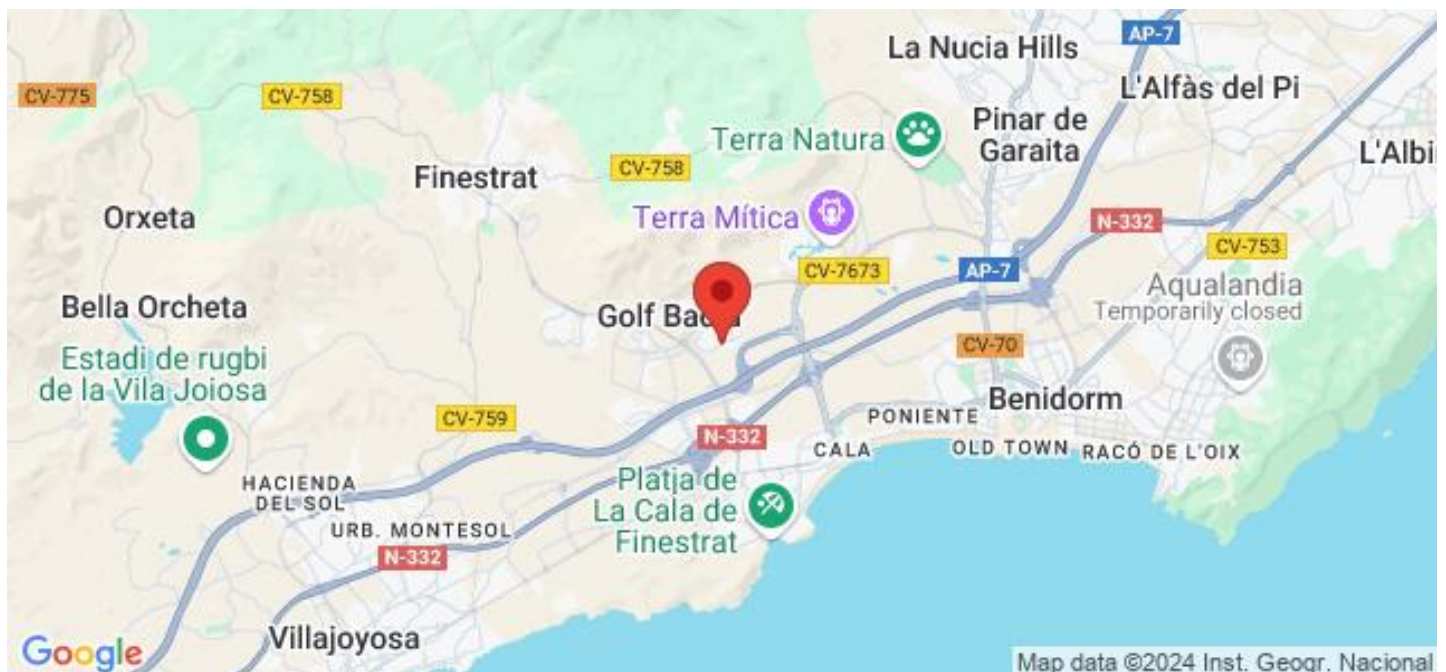 AP-7
La Nucia Hills
L'Alfàs del Pi
CV-775
CV-758
Terra Natura
Pinar de
Garaita
L'Albi
Finestrat
CV-758
Orxeta
Terra Mítica
N-332
CV-753
CV-7673
AP-7
Aqualandia
Temporarily closed
Bella Orcheta
Golf
Estadi de rugbi
de la Vila Joiosa
CV-70
Benidorm
CV-759
PONIENTE
N-332
CALA
OLD TOWN
RACÓ DE L'OIX
HACIENDA
DEL SOL
Platja de
La Cala de
Finestrat
URB. MONTESOL
N-332
Villajoyosa
Google
Map data ©2024 Inst. Geogr. Nacional